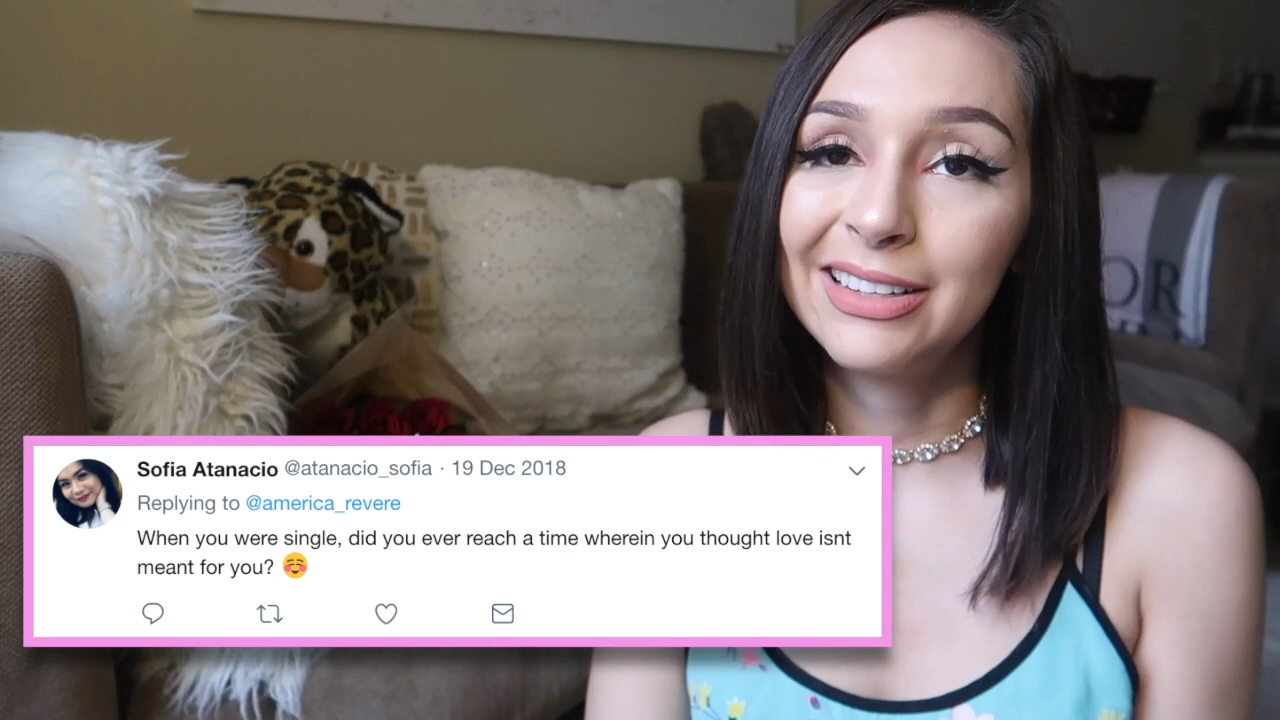 Sofia Atanacio @atanacio_sofia · 19 Dec 2018
Replying to @america_revere
When you were single, did you ever reach a time wherein you thought love isnt
meant for you? ☺️
OR